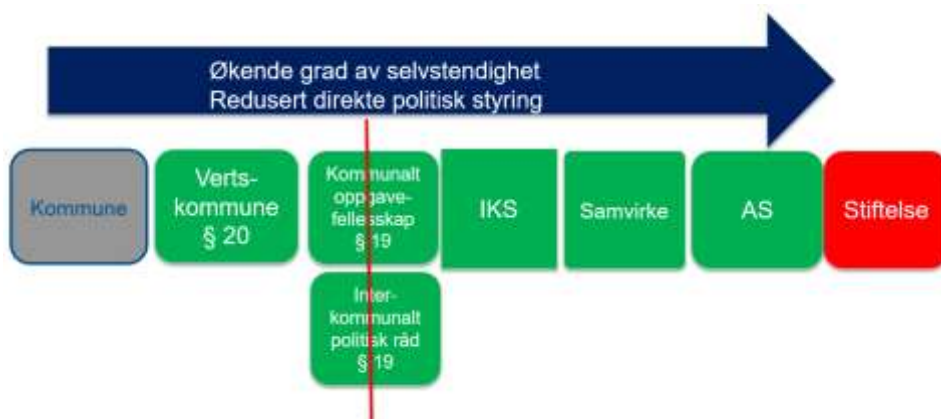 Økende grad av selvstendighet
Redusert direkte politisk styring
Kommune
Verts-
kommune
§ 20
Kommunalt
oppgave-
fellesskap
§ 19
IKS
Samvirke
AS
Stiftelse
Inter-
kommunalt
politisk råd
§ 19